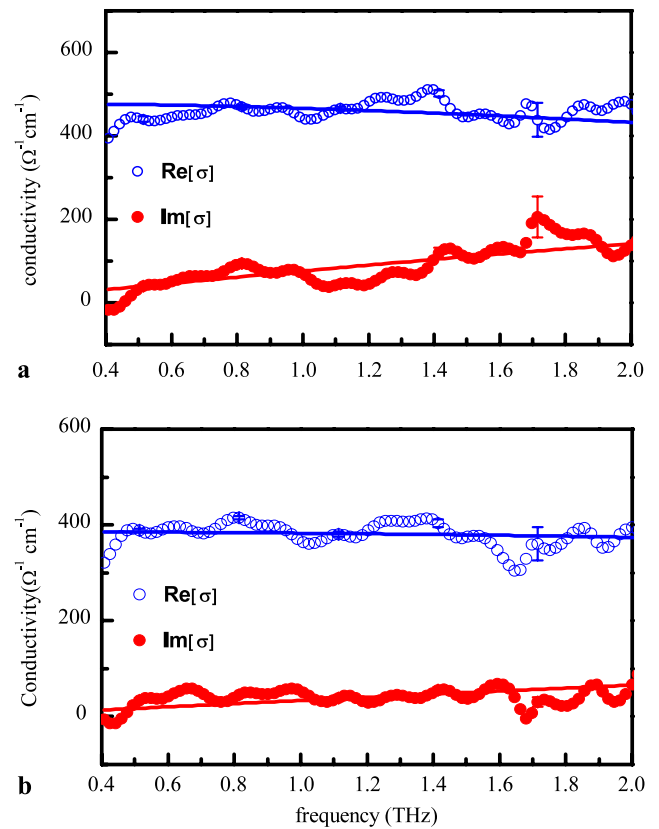 600
400
200
0
conductivity (Ω⁻¹ cm⁻¹)
Re[σ]
Im[σ]
a
0.4 0.6 0.8 1.0 1.2 1.4 1.6 1.8 2.0
600
400
200
0
Conductivity(Ω⁻¹ cm⁻¹)
Re[σ]
Im[σ]
b
0.4 0.6 0.8 1.0 1.2 1.4 1.6 1.8 2.0
frequency (THz)